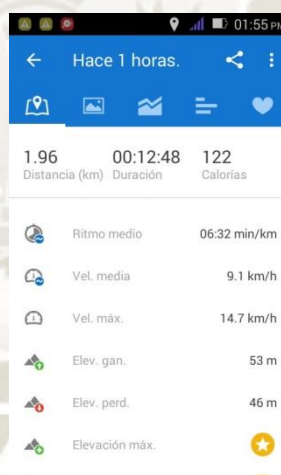 01:55 PM
Hace 1 horas.
1.96 00:12:48 122
Distancia (km) Duración Calorías
Ritmo medio 06:32 min/km
Vel. media 9.1 km/h
Vel. máx. 14.7 km/h
Elev. gan. 53 m
Elev. perd. 46 m
Elevación máx.